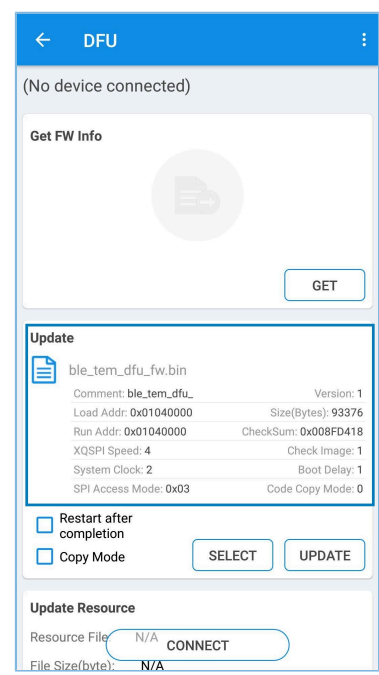 DFU
(No device connected)
Get FW Info
GET
Update
ble_tem_dfu_fw.bin
Comment: ble_tem_dfu_ Version: 1
Load Addr: 0x01040000 Size(Bytes): 93376
Run Addr: 0x01040000 CheckSum: 0x008FD418
XQSPI Speed: 4 Check Image: 1
System Clock: 2 Boot Delay: 1
SPI Access Mode: 0x03 Code Copy Mode: 0
Restart after
completion
Copy Mode SELECT UPDATE
Update Resource
Resource File N/A
CONNECT
File Size(byte): N/A